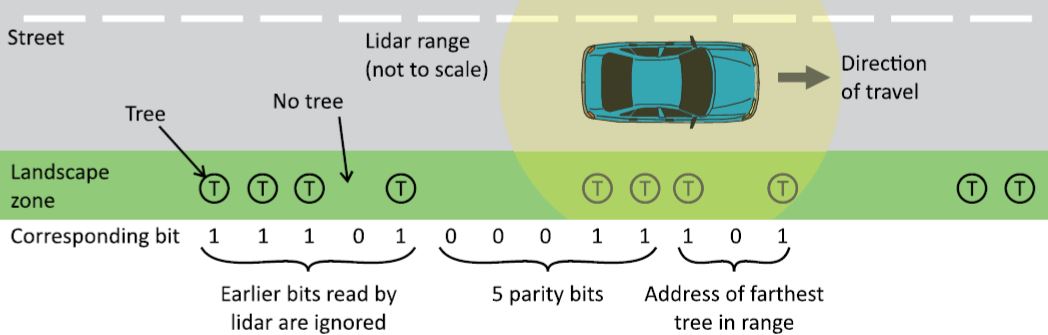 Street
Lidar range
(not to scale)
Direction
of travel
No tree
Tree
Landscape
zone
T T T T T T T T T T
Corresponding bit 1 1 1 0 1 0 0 0 1 1 1 0 1
Earlier bits read by
lidar are ignored
5 parity bits
Address of farthest
tree in range